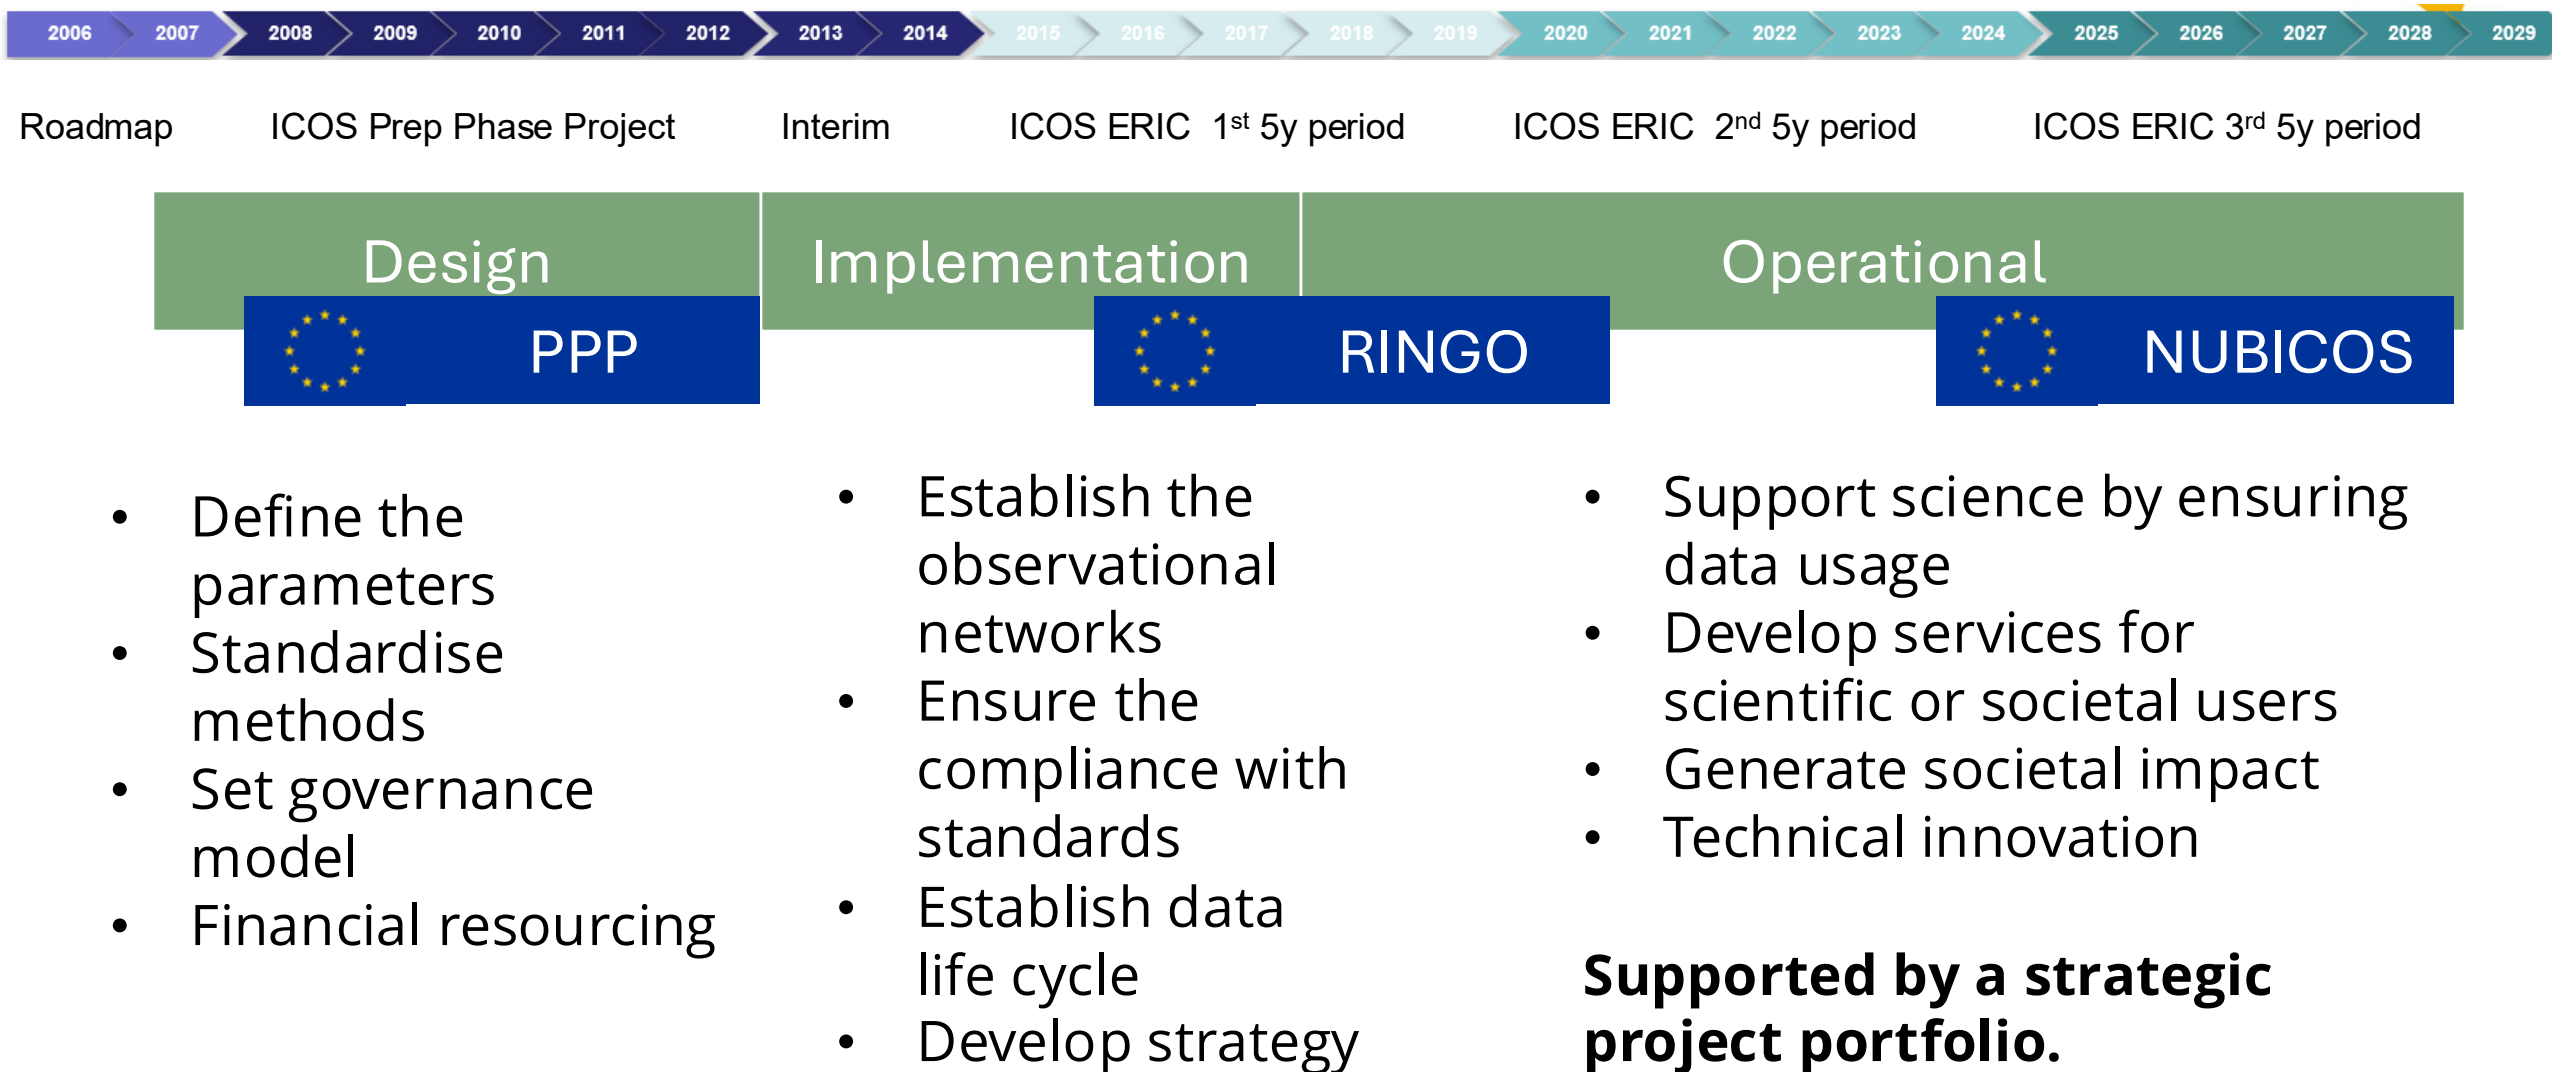 2006 2007 2008 2009 2010 2011 2012 2013 2014 2015 2016 2017 2018 2019 2020 2021 2022 2023 2024 2025 2026 2027 2028 2029
Roadmap ICOS Prep Phase Project Interim ICOS ERIC 1st 5y period ICOS ERIC 2nd 5y period ICOS ERIC 3rd 5y period
Design Implementation Operational
PPP RINGO NUBICOS
• Define the
parameters
• Standardise
methods
• Set governance
model
• Financial resourcing
• Establish the
observational
networks
• Ensure the
compliance with
standards
• Establish data
life cycle
• Develop strategy
• Support science by ensuring
data usage
• Develop services for
scientific or societal users
• Generate societal impact
• Technical innovation
Supported by a strategic
project portfolio.